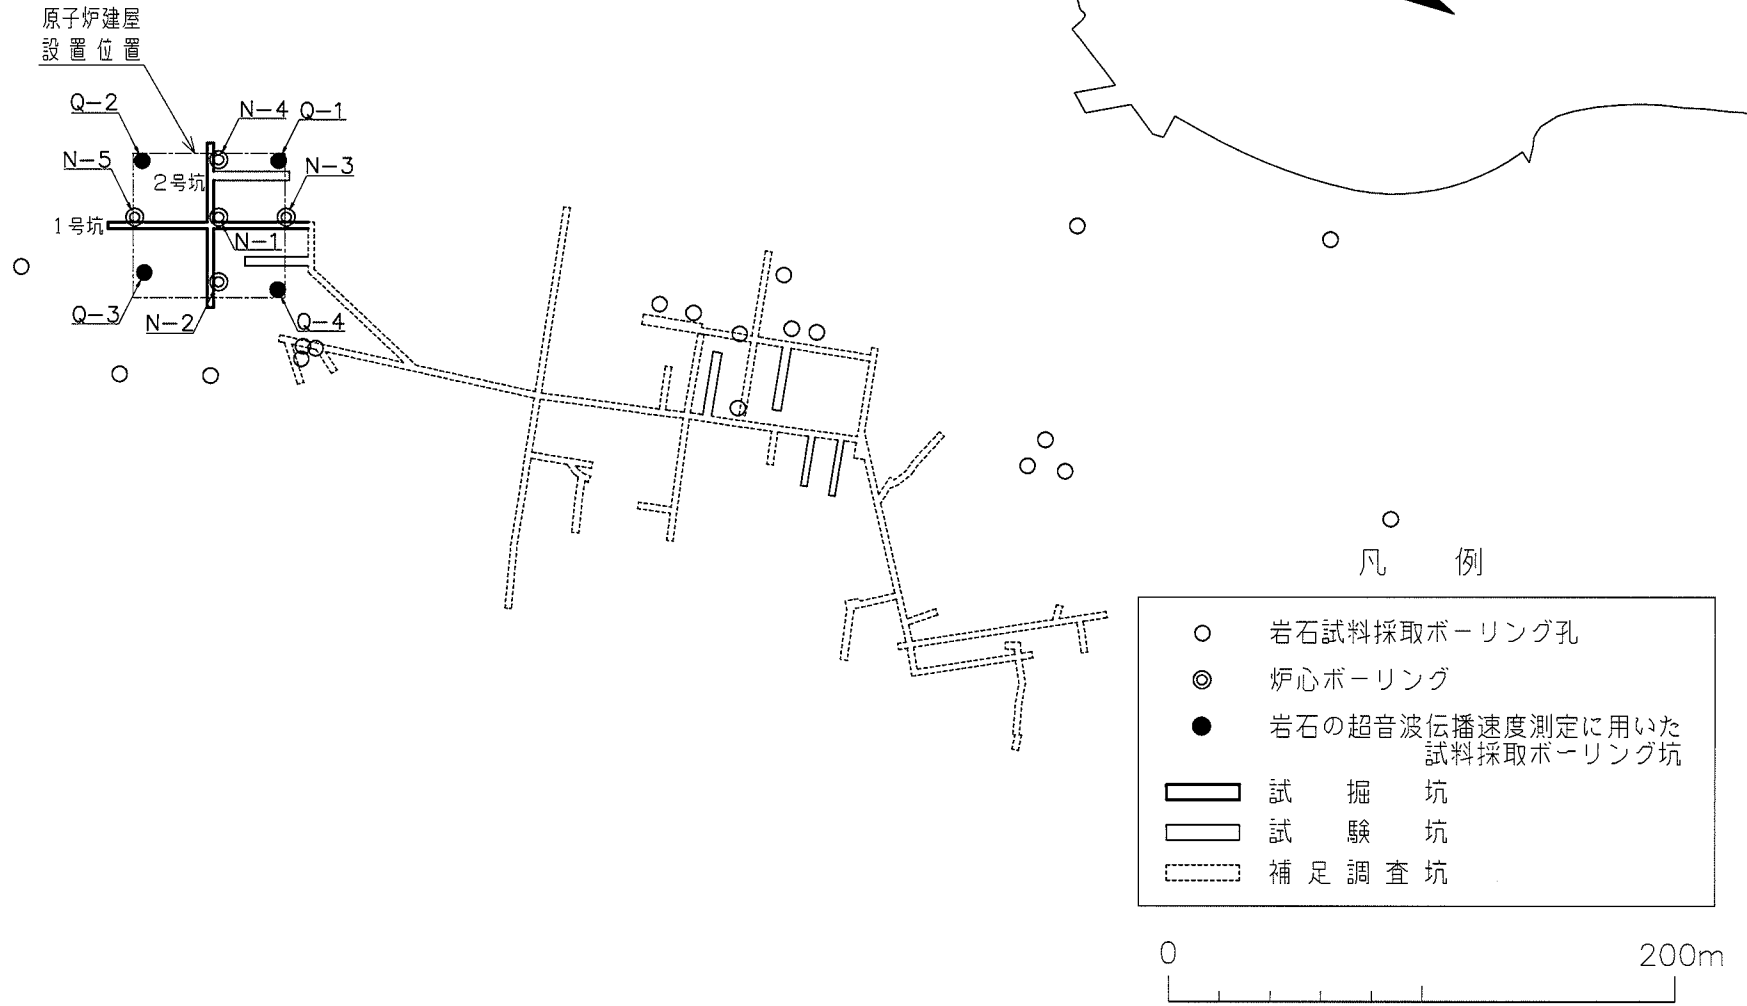 原子炉建屋
設置位置
Q-2
N-4
Q-1
N-5
N-3
2号坑
1号坑
N-1
Q-3
N-2
Q-4
凡 例
岩石試料採取ボーリング孔
炉心ボーリング
岩石の超音波伝播速度測定に用いた
試料採取ボーリング坑
試 掘 坑
試 験 坑
補 足 調 査 坑
0 200m